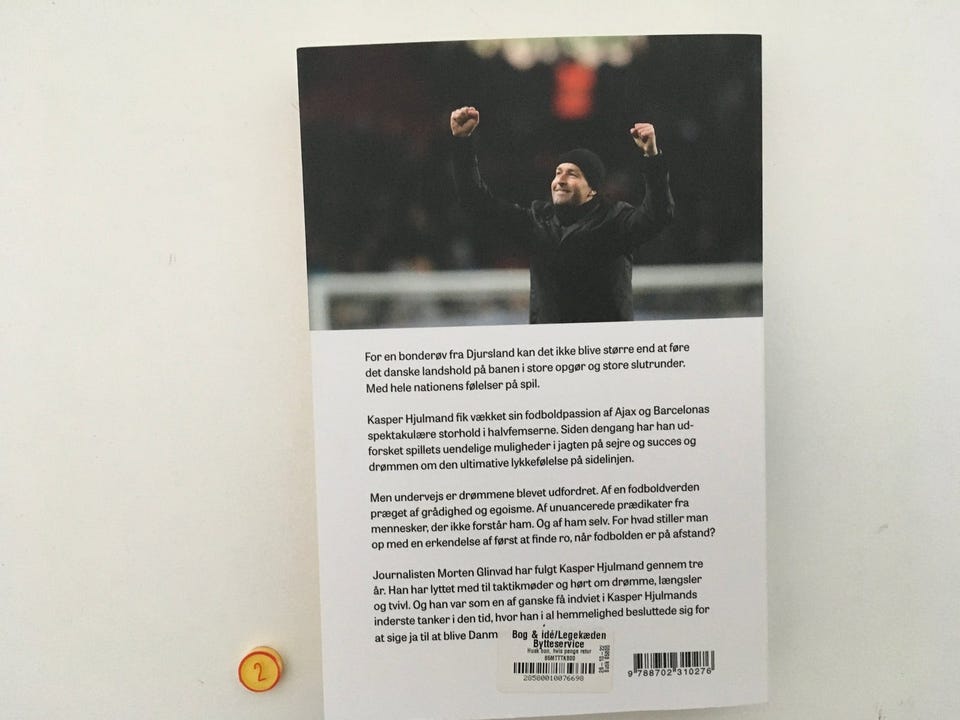 For en bonderøv fra Djursland kan det ikke blive større end at føre
det danske landshold på banen i store opgør og store slutrunder.
Med hele nationens følelser på spil.
Kasper Hjulmand fik vækket sin fodboldpassion af Ajax og Barcelonas
spektakulære storhold i halvfemserne. Siden dengang har han ud-
forsket spillets uendelige muligheder i jagten på sejre og succes og
drømmen om den ultimative lykkefølelse på sidelinjen.
Men undervejs er drømmene blevet udfordret. Af en fodboldverden
præget af grådighed og egoisme. Af unuancerede prædikater fra
mennesker, der ikke forstår ham. Og af ham selv. For hvad stiller man
op med en erkendelse af først at finde ro, når fodbolden er på afstand?
Journalisten Morten Glinvad har fulgt Kasper Hjulmand gennem tre
år. Han har lyttet med til taktikmøder og hørt om drømme, længsler
og tvivl. Og han var som en af ganske få indviet i Kasper Hjulmands
inderste tanker i den tid, hvor han i al hemmelighed besluttede sig for
at sige ja til at blive Danm
Bog & idé/Legekæden
Bytteservice
Husk bon, hvis penge retur
20500010076690
9 788702 310276
2